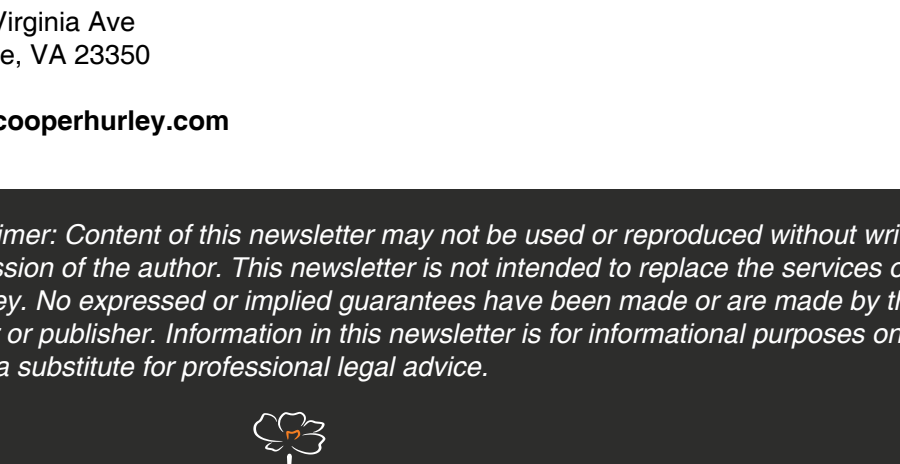 Virginia Ave
e, VA 23350
cooperhurley.com
imer: Content of this newsletter may not be used or reproduced without wri
ssion of the author. This newsletter is not intended to replace the services o
ey. No expressed or implied guarantees have been made or are made by th
r or publisher. Information in this newsletter is for informational purposes on
a substitute for professional legal advice.